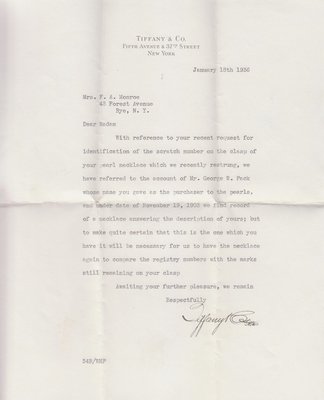 TIFFANY & CO.
FIFTH AVENUE & 37TH STREET
NEW YORK
January 18th 1936
Mrs. F. A. Monroe
48 Forest Avenue
Rye, N. Y.
Dear Madam
With reference to your recent request for
identification of the scratch number on the clasp of
your pearl necklace which we recently restrung, we
have referred to the account of Mr. George R. Peck
whose name you gave as the purchaser to the pearls,
and under date of November 19, 1903 we find record
of a necklace answering the description of yours; but
to make quite certain that this is the one which you
have it will be necessary for us to have the necklace
again to compare the registry numbers with the marks
still remaining on your clasp
Awaiting your further pleasure, we remain
Respectfully
Tiffany & Co.